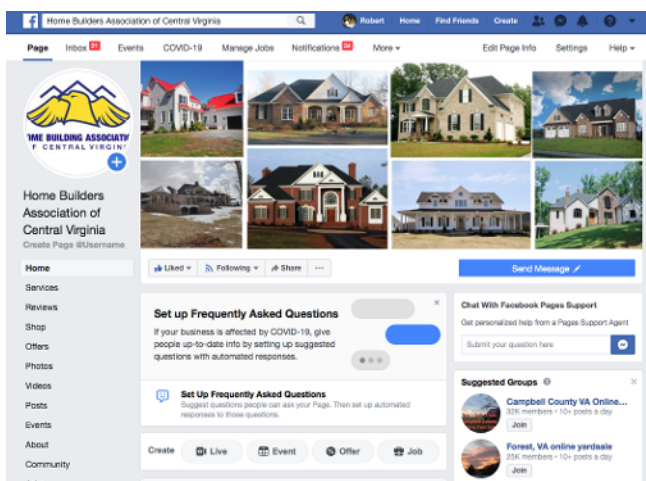 Home Builders Association of Central Virginia
Robert Home Find Friends Create
Page Inbox 21 Events COVID-19 Manage Jobs Notifications 54 More Edit Page Info Settings Help
OME BUILDING ASSOCIATI
F CENTRAL VIRGIN
Home Builders
Association of
Central Virginia
Create Page @Username
Home
Services
Reviews
Shop
Offers
Photos
Videos
Posts
Events
About
Community
Liked Following Share ...
Send Message
Set up Frequently Asked Questions
If your business is affected by COVID-19, give
people up-to-date info by setting up suggested
questions with automated responses.
Set Up Frequently Asked Questions
Suggest questions people can ask your Page. Then set up automated
responses to those questions.
Create Live Event Offer Job
Chat With Facebook Pages Support
Get personalized help from a Pages Support Agent
Submit your question here
Suggested Groups
Campbell County VA Online...
32K members · 10+ posts a day
Join
Forest, VA online yardsale
25K members · 10+ posts a day
Join